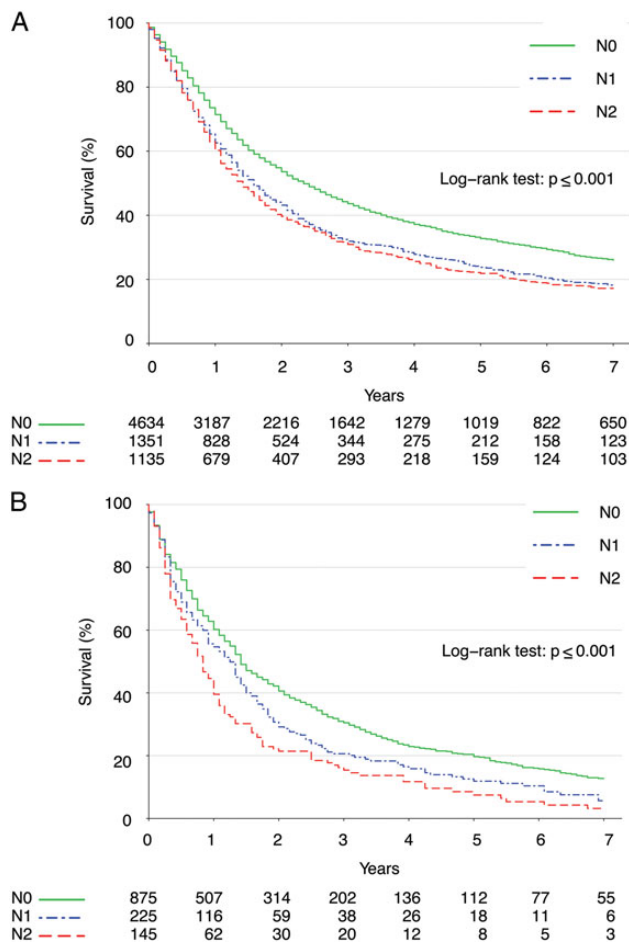 A
100
80
60
40
20
0
Survival (%)
N0
N1
N2
Log-rank test: p ≤ 0.001
0 1 2 3 4 5 6 7
Years
N0 4634 3187 2216 1642 1279 1019 822 650
N1 1351 828 524 344 275 212 158 123
N2 1135 679 407 293 218 159 124 103
B
100
80
60
40
20
0
Survival (%)
N0
N1
N2
Log-rank test: p ≤ 0.001
0 1 2 3 4 5 6 7
Years
N0 875 507 314 202 136 112 77 55
N1 225 116 59 38 26 18 11 6
N2 145 62 30 20 12 8 5 3